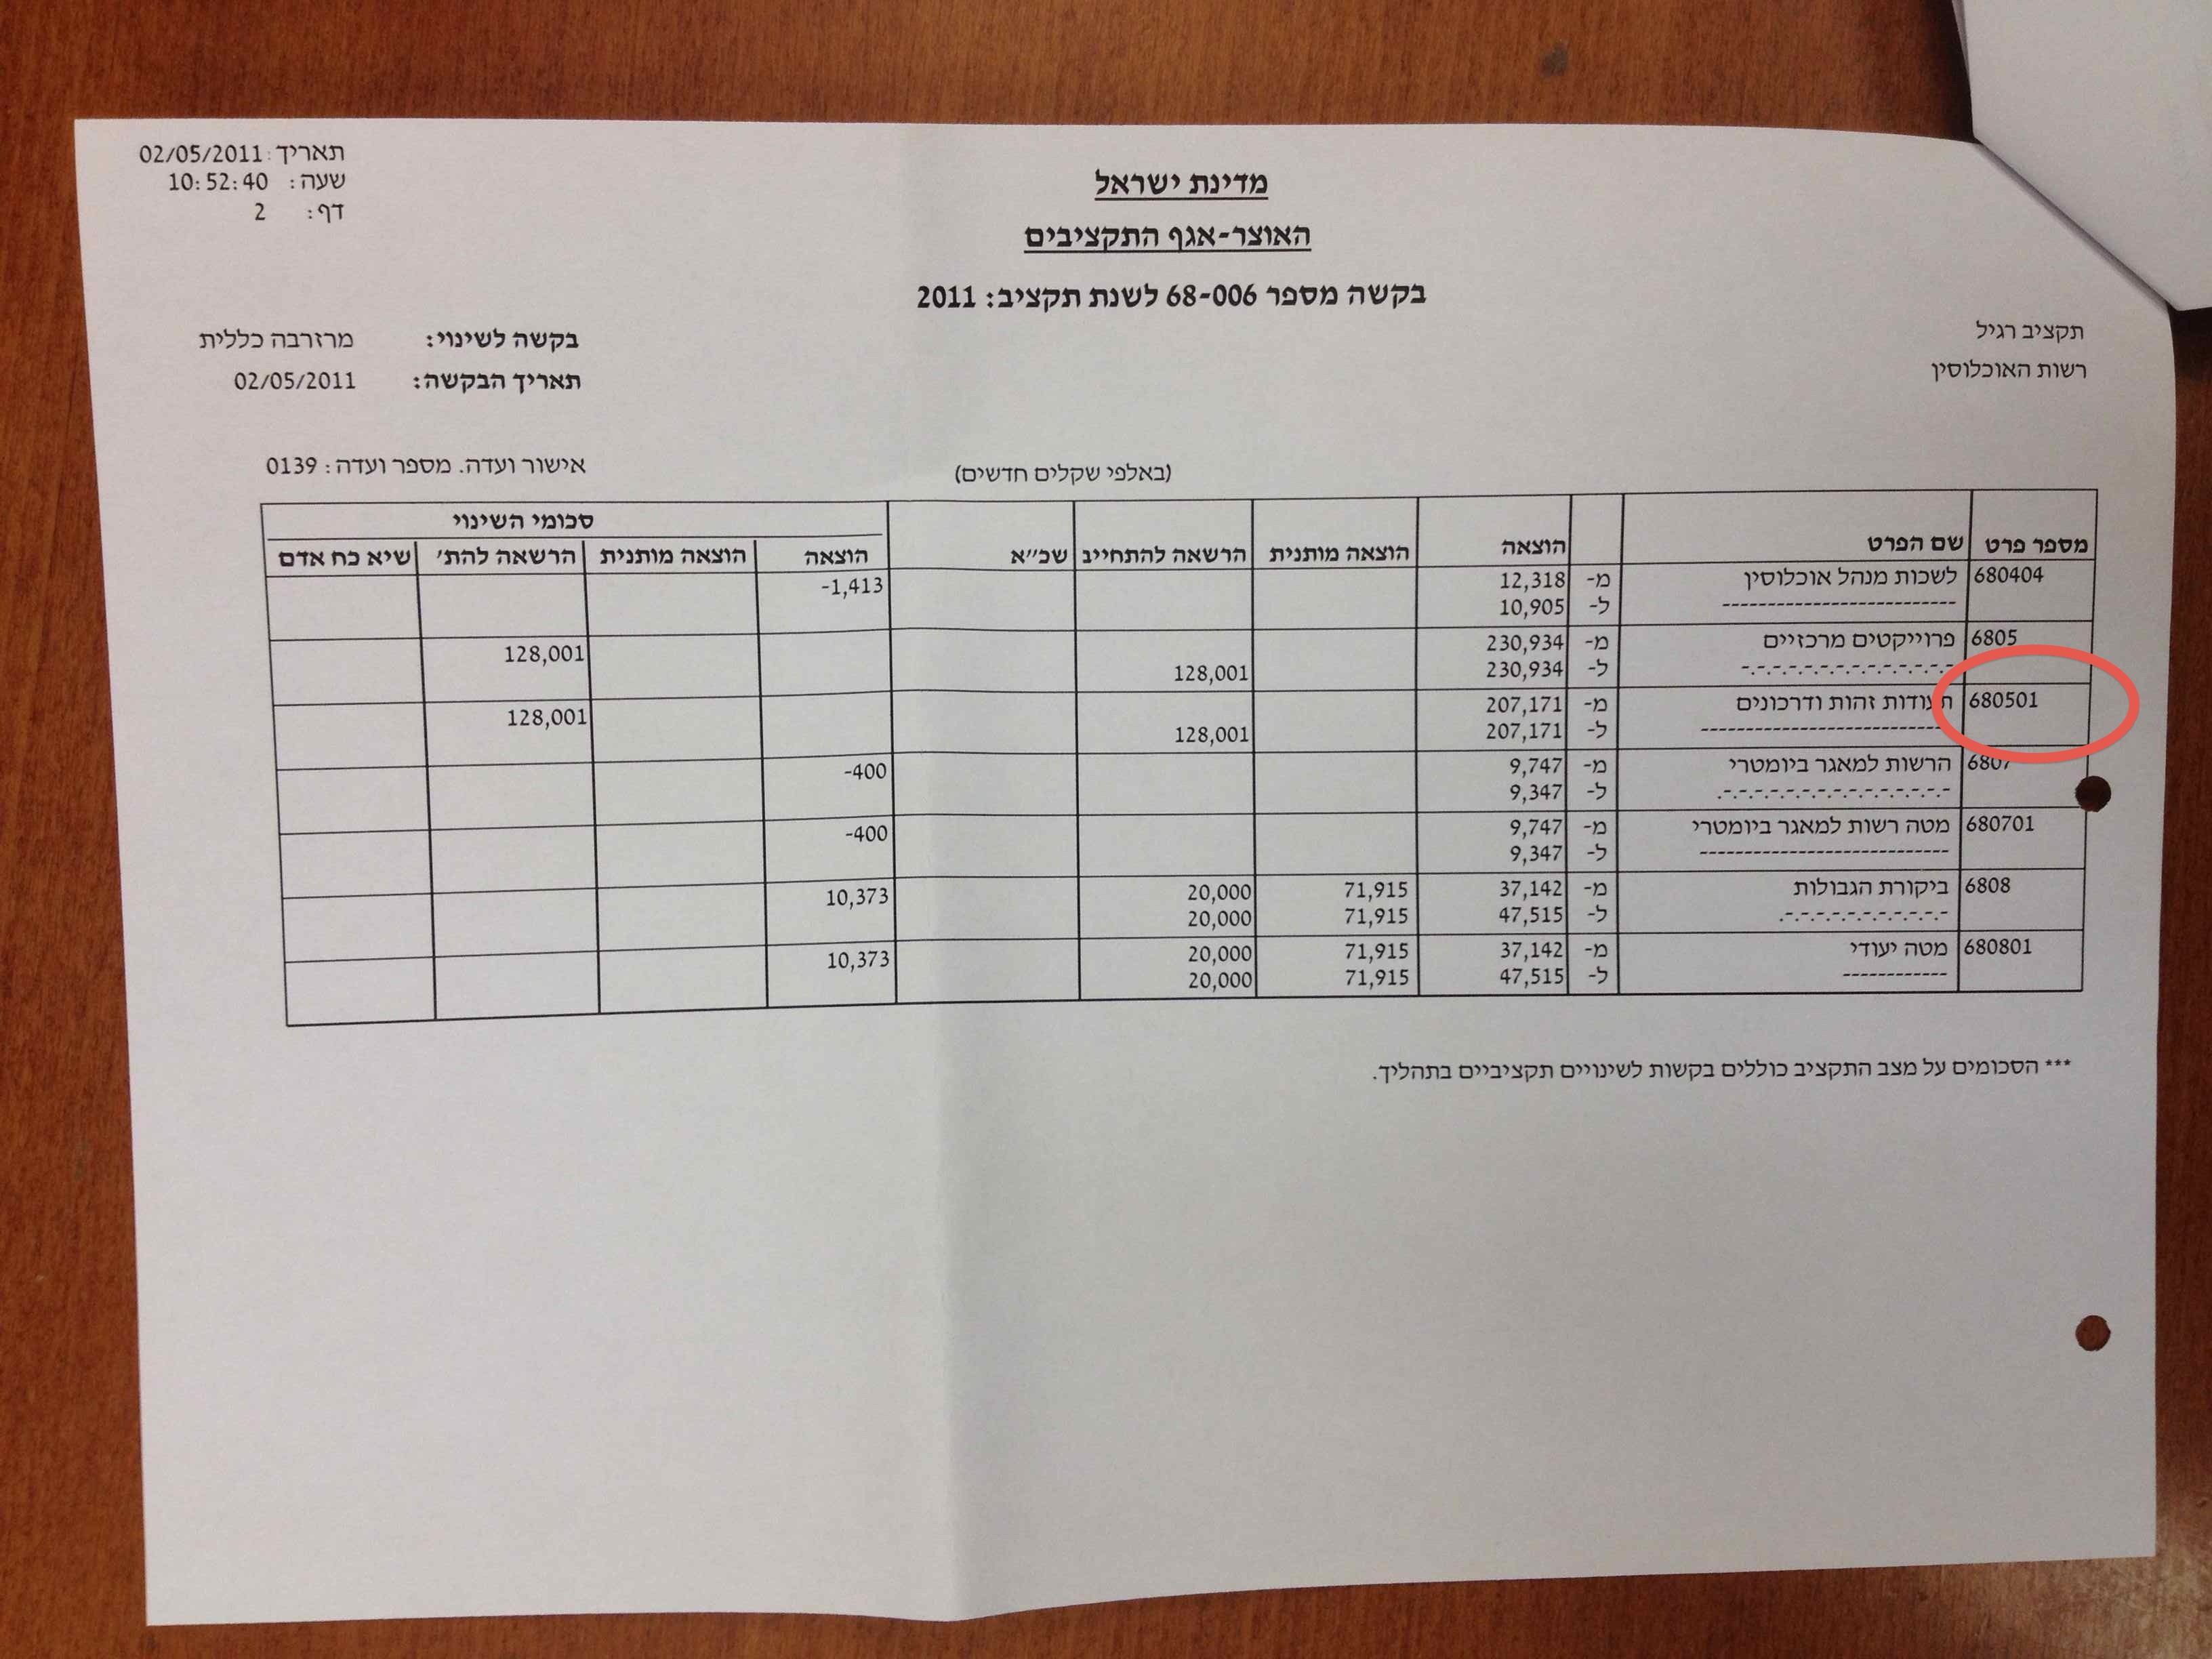 תאריך: 02/05/2011
שעה: 10:52:40
דף: 2
מדינת ישראל
האוצר-אגף התקציבים
בקשה מספר 68-006 לשנת תקציב: 2011
תקציב רגיל
רשות האוכלוסין
בקשה לשינוי: מרזרבה כללית
תאריך הבקשה: 02/05/2011
(באלפי שקלים חדשים)
אישור ועדה. מספר ועדה: 0139
סכומי השינוי
מספר פרט שם הפרט הוצאה הוצאה מותנית הרשאה להתחייב שכ״א הוצאה הוצאה מותנית הרשאה להת׳ שיא כח אדם
680404 לשכות מנהל אוכלוסין מ- 12,318 -1,413
ל- 10,905
6805 פרוייקטים מרכזיים מ- 230,934 128,001
ל- 230,934 128,001
680501 תעודות זהות ודרכונים מ- 207,171 128,001
ל- 207,171 128,001
6807 הרשות למאגר ביומטרי מ- 9,747 -400
ל- 9,347
680701 מטה רשות למאגר ביומטרי מ- 9,747 -400
ל- 9,347
6808 ביקורת הגבולות מ- 37,142 71,915 20,000 10,373
ל- 47,515 71,915 20,000
680801 מטה יעודי מ- 37,142 71,915 20,000 10,373
ל- 47,515 71,915 20,000
*** הסכומים על מצב התקציב כוללים בקשות לשינויים תקציביים בתהליך.